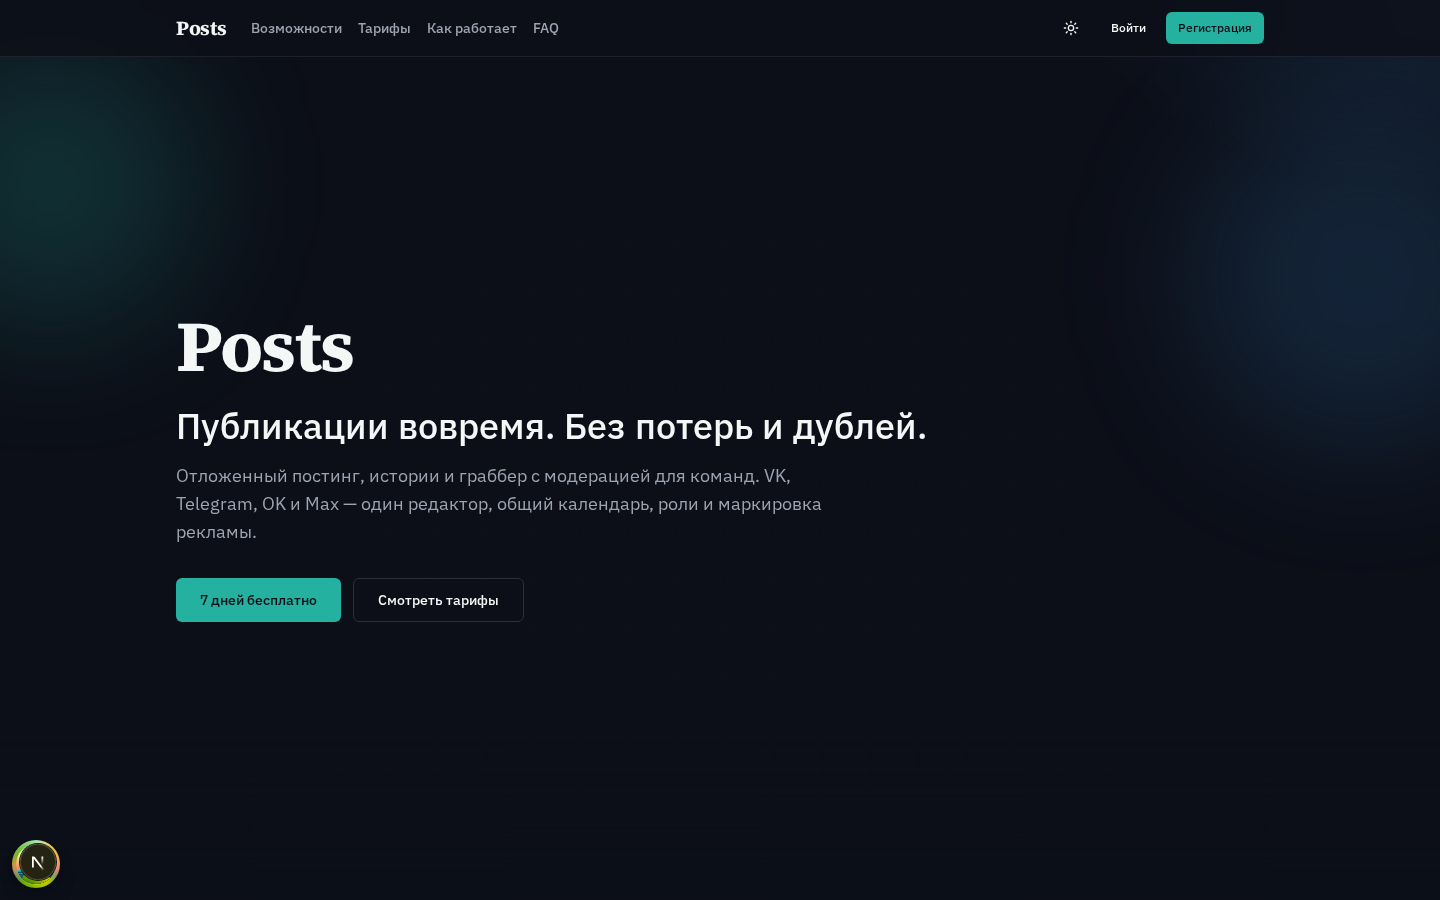 Posts
Возможности
Тарифы
Как работает
FAQ
Войти
Регистрация
Posts
Публикации вовремя. Без потерь и дублей.
Отложенный постинг, истории и граббер с модерацией для команд. VK,
Telegram, OK и Max — один редактор, общий календарь, роли и маркировка
рекламы.
7 дней бесплатно
Смотреть тарифы
N